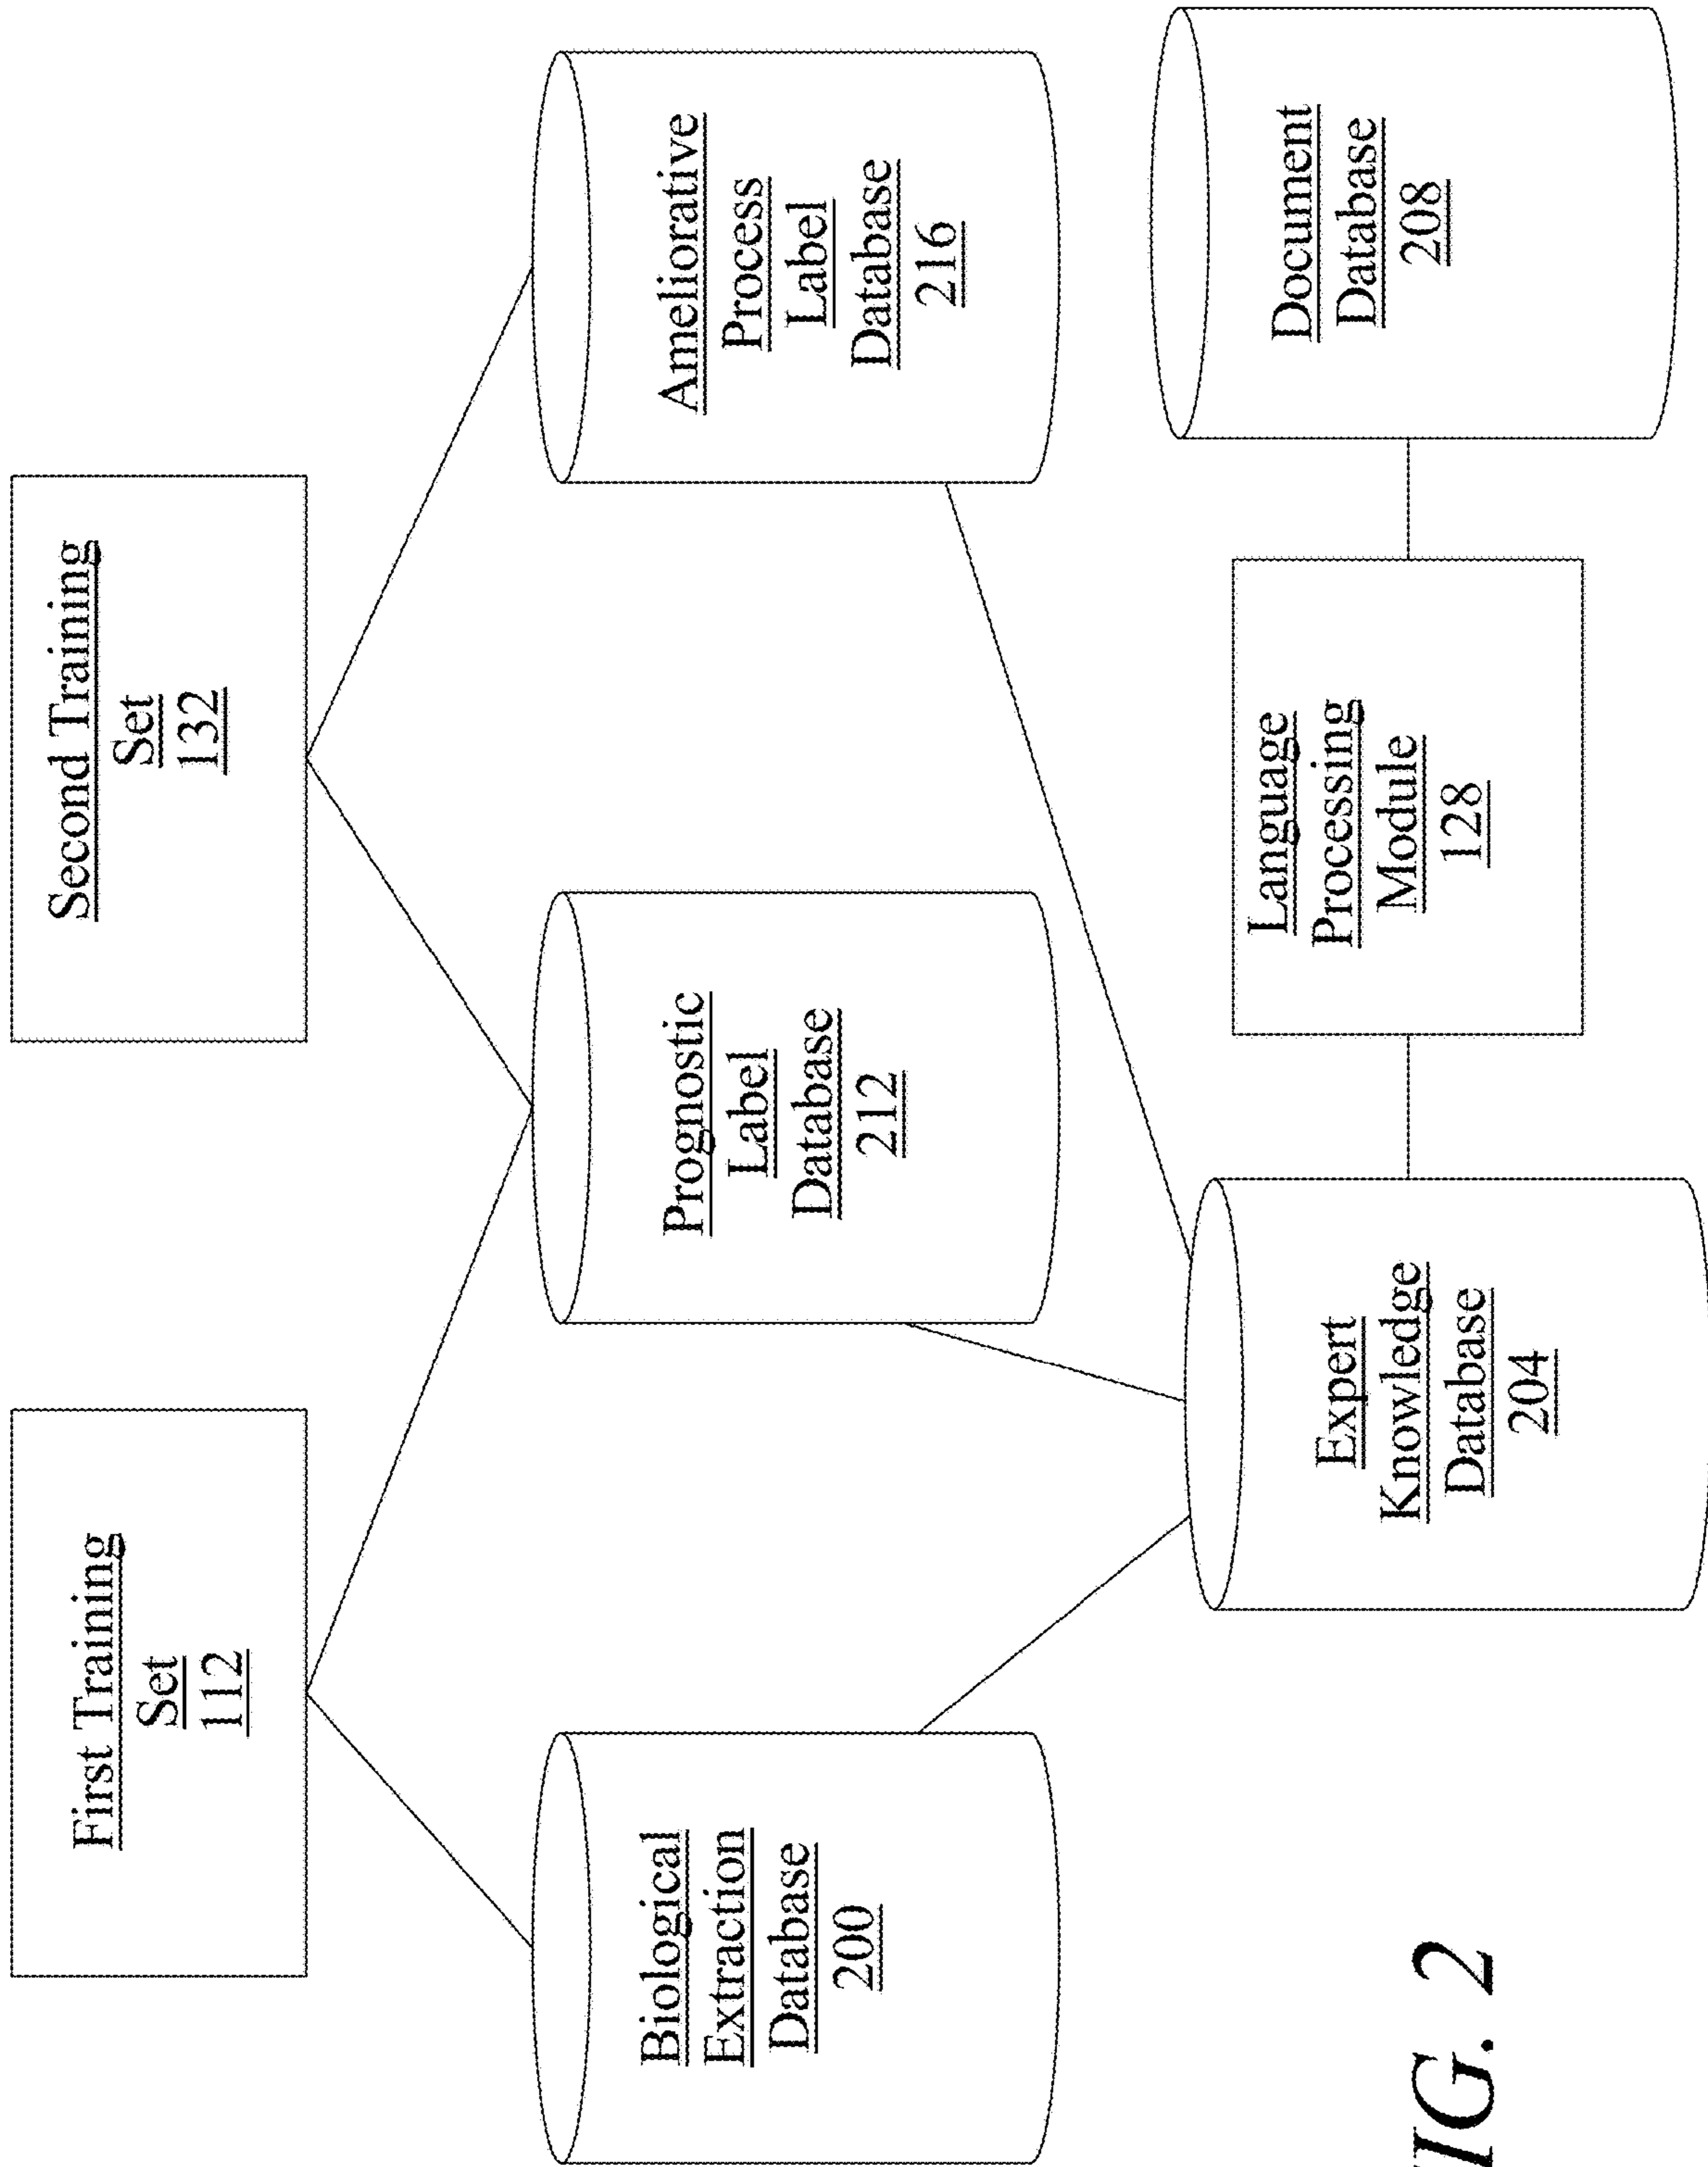 First Training
Set
112
Second Training
Set
132
Biological
Extraction
Database
200
Prognostic
Label
Database
212
Ameliorative
Process
Label
Database
216
Expert
Knowledge
Database
204
Language
Processing
Module
128
Document
Database
208
IG. 2